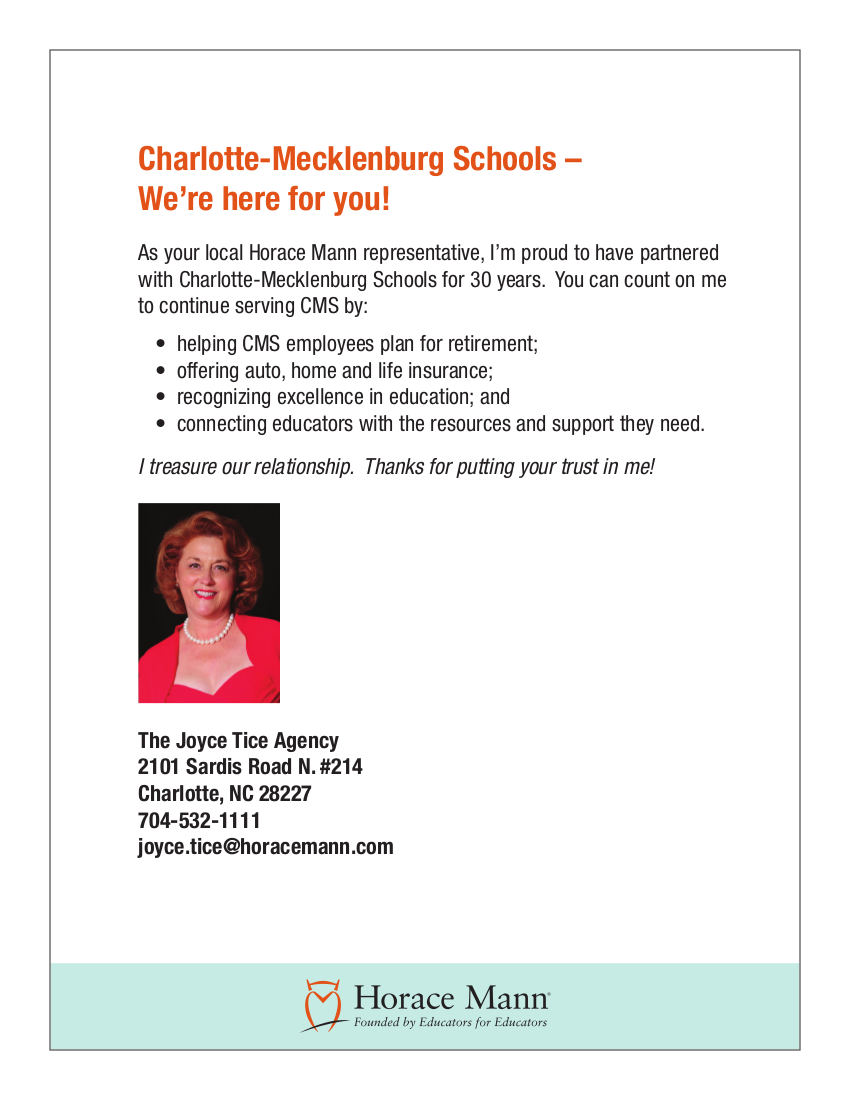 Charlotte-Mecklenburg Schools –
We're here for you!
As your local Horace Mann representative, I'm proud to have partnered
with Charlotte-Mecklenburg Schools for 30 years.  You can count on me
to continue serving CMS by:
• helping CMS employees plan for retirement;
• offering auto, home and life insurance;
• recognizing excellence in education; and
• connecting educators with the resources and support they need.
I treasure our relationship.  Thanks for putting your trust in me!
The Joyce Tice Agency
2101 Sardis Road N. #214
Charlotte, NC 28227
704-532-1111
joyce.tice@horacemann.com
Horace Mann®
Founded by Educators for Educators